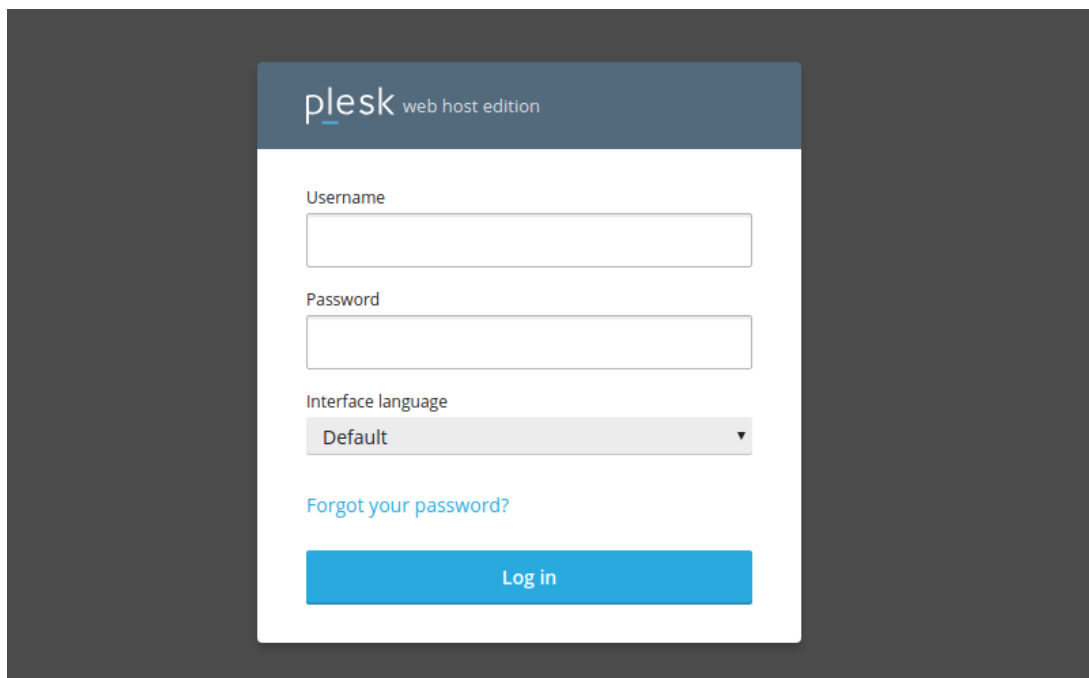 plesk web host edition
Username
Password
Interface language
Default
Forgot your password?
Log in